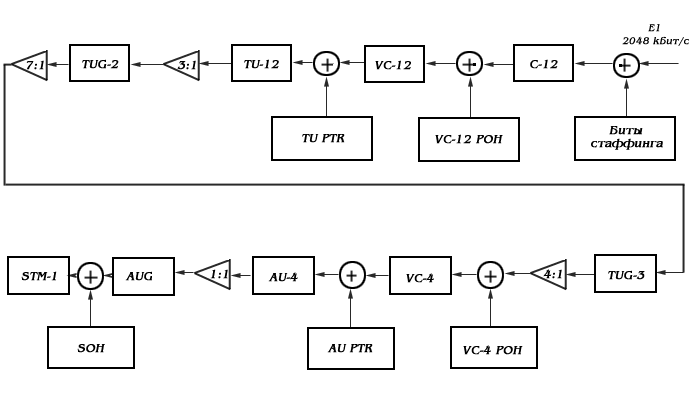 E1
2048 кбит/с
7:1
TUG-2
3:1
TU-12
VC-12
C-12
TU PTR
VC-12 POH
Биты
стаффинга
STM-1
AUG
1:1
AU-4
VC-4
4:1
TUG-3
SOH
AU PTR
VC-4 POH